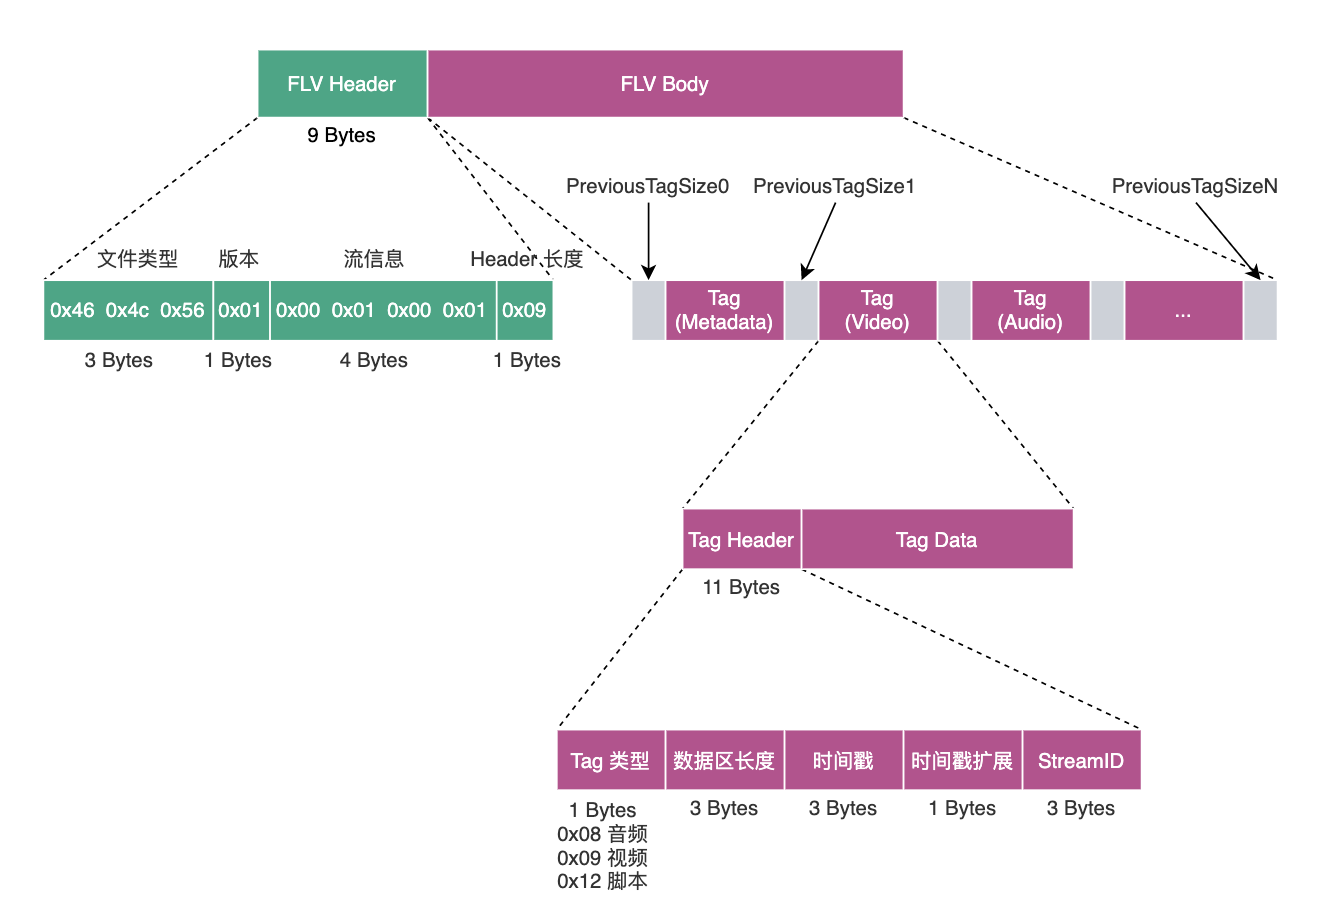 FLV Header
FLV Body
9 Bytes
PreviousTagSize0
PreviousTagSize1
PreviousTagSizeN
文件类型
版本
流信息
Header 长度
0x46 0x4c 0x56
0x01
0x00 0x01 0x00 0x01
0x09
Tag
(Metadata)
Tag
(Video)
Tag
(Audio)
...
3 Bytes
1 Bytes
4 Bytes
1 Bytes
Tag Header
Tag Data
11 Bytes
Tag 类型
数据区长度
时间戳
时间戳扩展
StreamID
1 Bytes
0x08 音频
0x09 视频
0x12 脚本
3 Bytes
3 Bytes
1 Bytes
3 Bytes